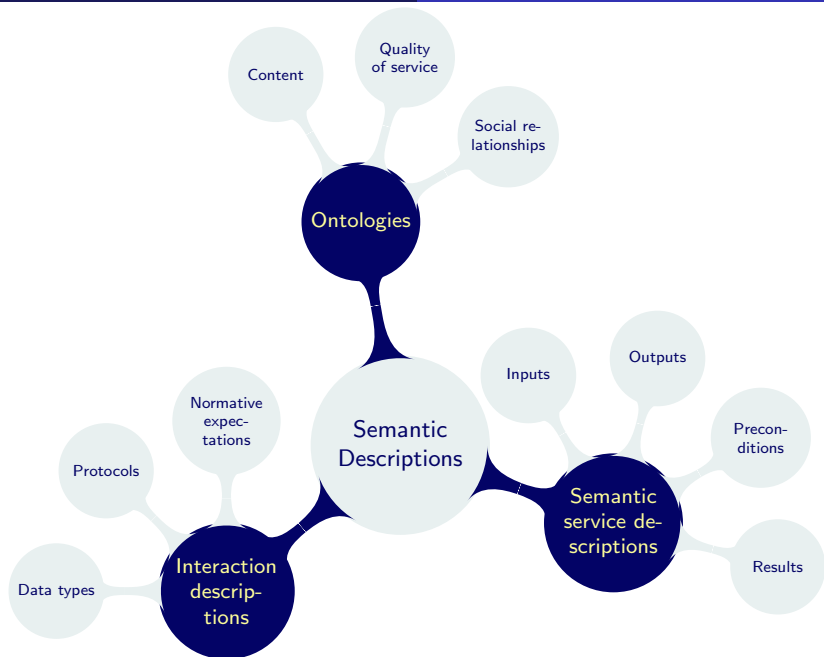 Quality
of service
Content
Social re-
lationships
Ontologies
Semantic
Descriptions
Inputs
Outputs
Precon-
ditions
Results
Semantic
service de-
scriptions
Normative
expec-
tations
Protocols
Data types
Interaction
descrip-
tions